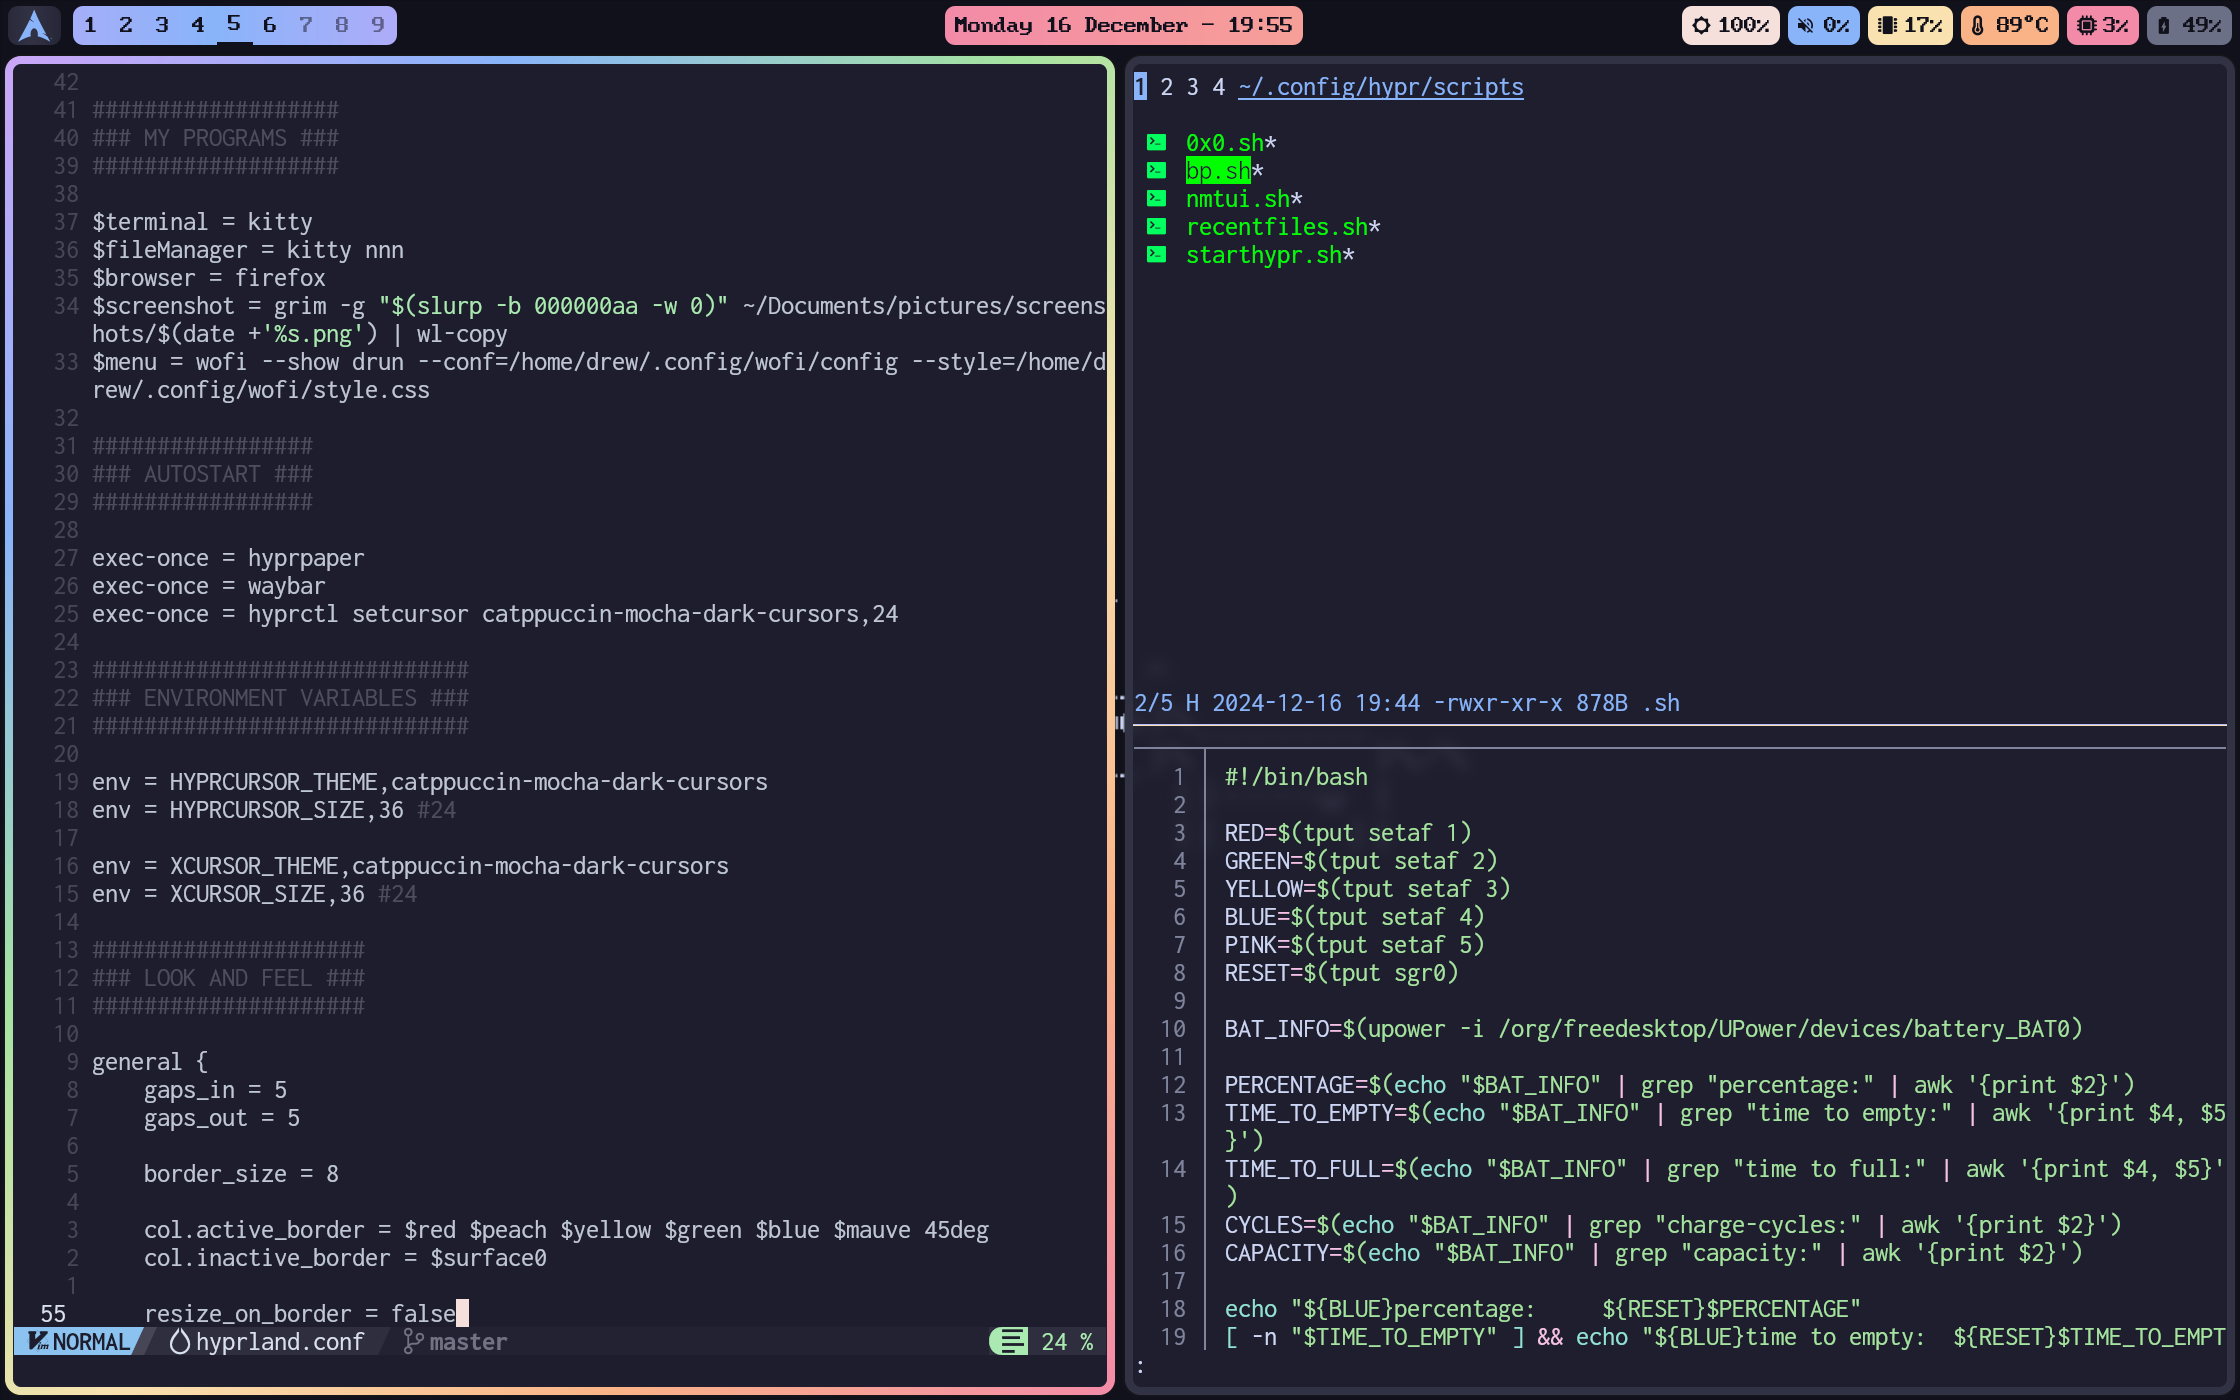 1 2 3 4 5 6 7 8 9
Monday 16 December - 19:55
100% 0% 17% 89°C 3% 49%
42
41 ###################
40 ### MY PROGRAMS ###
39 ###################
38
37 $terminal = kitty
36 $fileManager = kitty nnn
35 $browser = firefox
34 $screenshot = grim -g "$(slurp -b 000000aa -w 0)" ~/Documents/pictures/screens
hots/$(date +'%s.png') | wl-copy
33 $menu = wofi --show drun --conf=/home/drew/.config/wofi/config --style=/home/d
rew/.config/wofi/style.css
32
31 #################
30 ### AUTOSTART ###
29 #################
28
27 exec-once = hyprpaper
26 exec-once = waybar
25 exec-once = hyprctl setcursor catppuccin-mocha-dark-cursors,24
24
23 #############################
22 ### ENVIRONMENT VARIABLES ###
21 #############################
20
19 env = HYPRCURSOR_THEME,catppuccin-mocha-dark-cursors
18 env = HYPRCURSOR_SIZE,36 #24
17
16 env = XCURSOR_THEME,catppuccin-mocha-dark-cursors
15 env = XCURSOR_SIZE,36 #24
14
13 #####################
12 ### LOOK AND FEEL ###
11 #####################
10
9 general {
8 gaps_in = 5
7 gaps_out = 5
6
5 border_size = 8
4
3 col.active_border = $red $peach $yellow $green $blue $mauve 45deg
2 col.inactive_border = $surface0
1
55 resize_on_border = false
NORMAL hyprland.conf master 24 %
1 2 3 4 ~/.config/hypr/scripts
0x0.sh*
bp.sh*
nmtui.sh*
recentfiles.sh*
starthypr.sh*
2/5 H 2024-12-16 19:44 -rwxr-xr-x 878B .sh
1 #!/bin/bash
2
3 RED=$(tput setaf 1)
4 GREEN=$(tput setaf 2)
5 YELLOW=$(tput setaf 3)
6 BLUE=$(tput setaf 4)
7 PINK=$(tput setaf 5)
8 RESET=$(tput sgr0)
9
10 BAT_INFO=$(upower -i /org/freedesktop/UPower/devices/battery_BAT0)
11
12 PERCENTAGE=$(echo "$BAT_INFO" | grep "percentage:" | awk '{print $2}')
13 TIME_TO_EMPTY=$(echo "$BAT_INFO" | grep "time to empty:" | awk '{print $4, $5
}')
14 TIME_TO_FULL=$(echo "$BAT_INFO" | grep "time to full:" | awk '{print $4, $5}'
)
15 CYCLES=$(echo "$BAT_INFO" | grep "charge-cycles:" | awk '{print $2}')
16 CAPACITY=$(echo "$BAT_INFO" | grep "capacity:" | awk '{print $2}')
17
18 echo "${BLUE}percentage: ${RESET}$PERCENTAGE"
19 [ -n "$TIME_TO_EMPTY" ] && echo "${BLUE}time to empty: ${RESET}$TIME_TO_EMPT
: